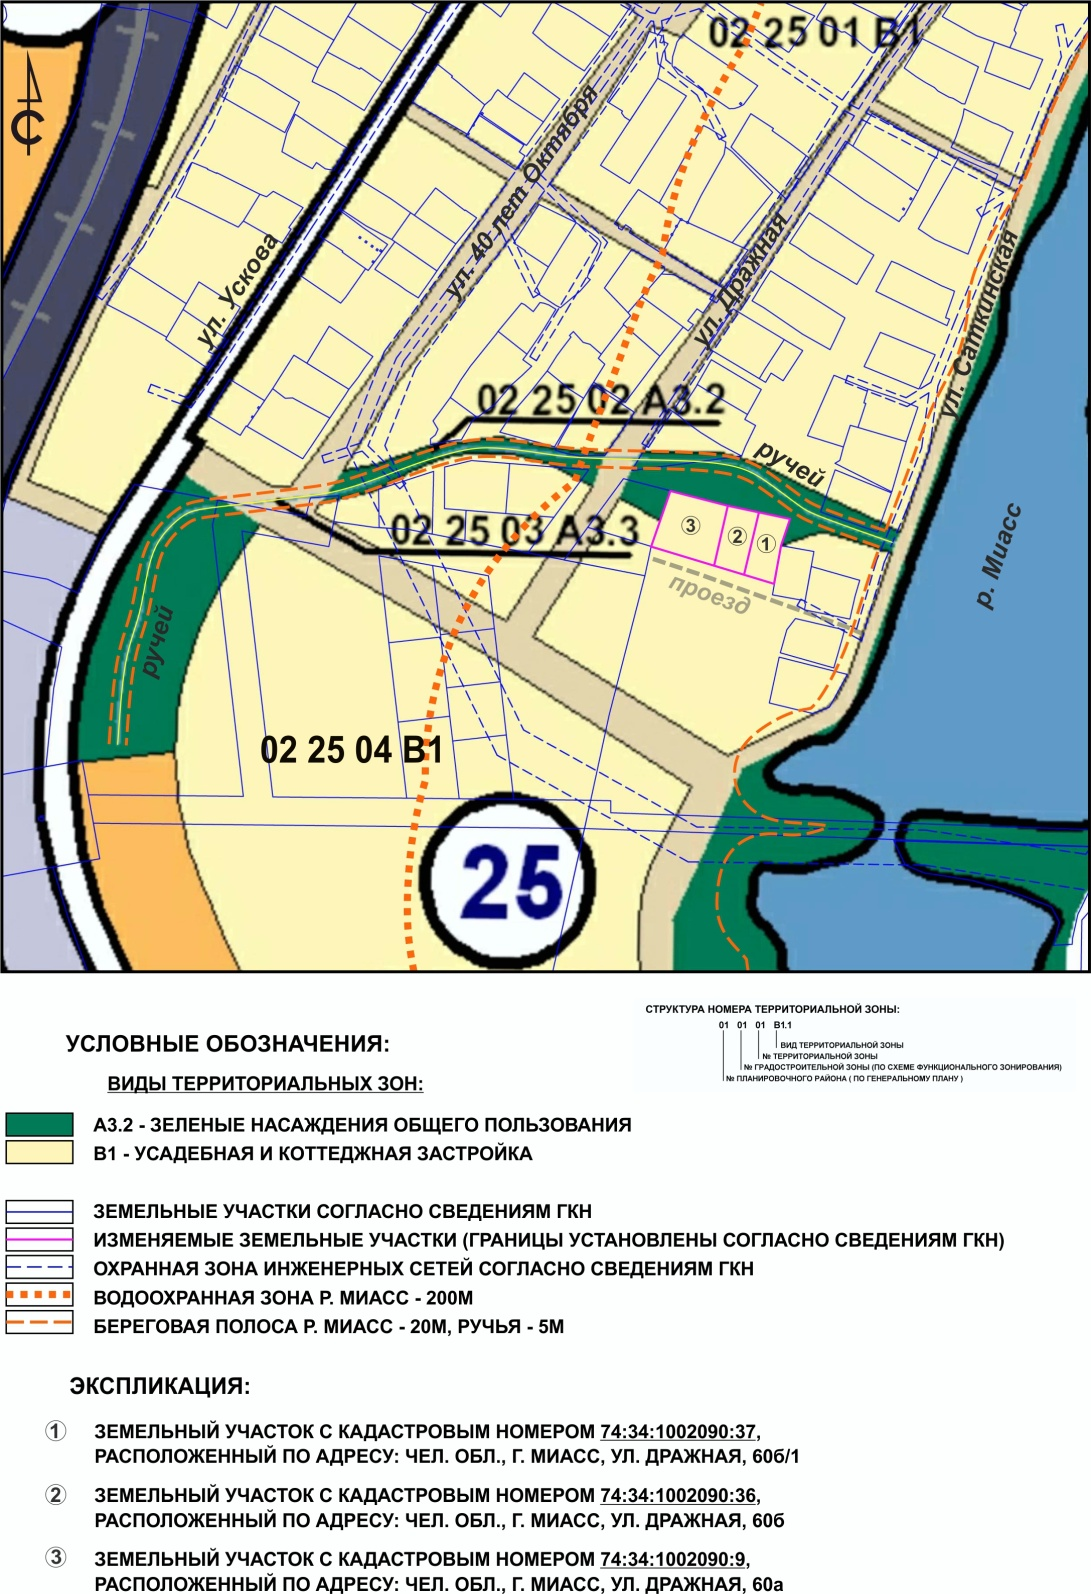 02 25 01 В1
С
ул. 40 лет Октября
ул. Ускова
ул. Дражная
ул. Саткинская
02 25 02 А3.2
ручей
02 25 03 А3.3
3
2
1
проезд
р. Миасс
ручей
02 25 04 В1
25
СТРУКТУРА НОМЕРА ТЕРРИТОРИАЛЬНОЙ ЗОНЫ:
01 01 01 В1.1
ВИД ТЕРРИТОРИАЛЬНОЙ ЗОНЫ
№ ТЕРРИТОРИАЛЬНОЙ ЗОНЫ
№ ГРАДОСТРОИТЕЛЬНОЙ ЗОНЫ (ПО СХЕМЕ ФУНКЦИОНАЛЬНОГО ЗОНИРОВАНИЯ)
№ ПЛАНИРОВОЧНОГО РАЙОНА ( ПО ГЕНЕРАЛЬНОМУ ПЛАНУ )
УСЛОВНЫЕ ОБОЗНАЧЕНИЯ:
ВИДЫ ТЕРРИТОРИАЛЬНЫХ ЗОН:
А3.2 - ЗЕЛЕНЫЕ НАСАЖДЕНИЯ ОБЩЕГО ПОЛЬЗОВАНИЯ
В1 - УСАДЕБНАЯ И КОТТЕДЖНАЯ ЗАСТРОЙКА
ЗЕМЕЛЬНЫЕ УЧАСТКИ СОГЛАСНО СВЕДЕНИЯМ ГКН
ИЗМЕНЯЕМЫЕ ЗЕМЕЛЬНЫЕ УЧАСТКИ (ГРАНИЦЫ УСТАНОВЛЕНЫ СОГЛАСНО СВЕДЕНИЯМ ГКН)
ОХРАННАЯ ЗОНА ИНЖЕНЕРНЫХ СЕТЕЙ СОГЛАСНО СВЕДЕНИЯМ ГКН
ВОДООХРАННАЯ ЗОНА Р. МИАСС - 200М
БЕРЕГОВАЯ ПОЛОСА Р. МИАСС - 20М, РУЧЬЯ - 5М
ЭКСПЛИКАЦИЯ:
1 ЗЕМЕЛЬНЫЙ УЧАСТОК С КАДАСТРОВЫМ НОМЕРОМ 74:34:1002090:37,
РАСПОЛОЖЕННЫЙ ПО АДРЕСУ: ЧЕЛ. ОБЛ., Г. МИАСС, УЛ. ДРАЖНАЯ, 60б/1
2 ЗЕМЕЛЬНЫЙ УЧАСТОК С КАДАСТРОВЫМ НОМЕРОМ 74:34:1002090:36,
РАСПОЛОЖЕННЫЙ ПО АДРЕСУ: ЧЕЛ. ОБЛ., Г. МИАСС, УЛ. ДРАЖНАЯ, 60б
3 ЗЕМЕЛЬНЫЙ УЧАСТОК С КАДАСТРОВЫМ НОМЕРОМ 74:34:1002090:9,
РАСПОЛОЖЕННЫЙ ПО АДРЕСУ: ЧЕЛ. ОБЛ., Г. МИАСС, УЛ. ДРАЖНАЯ, 60а